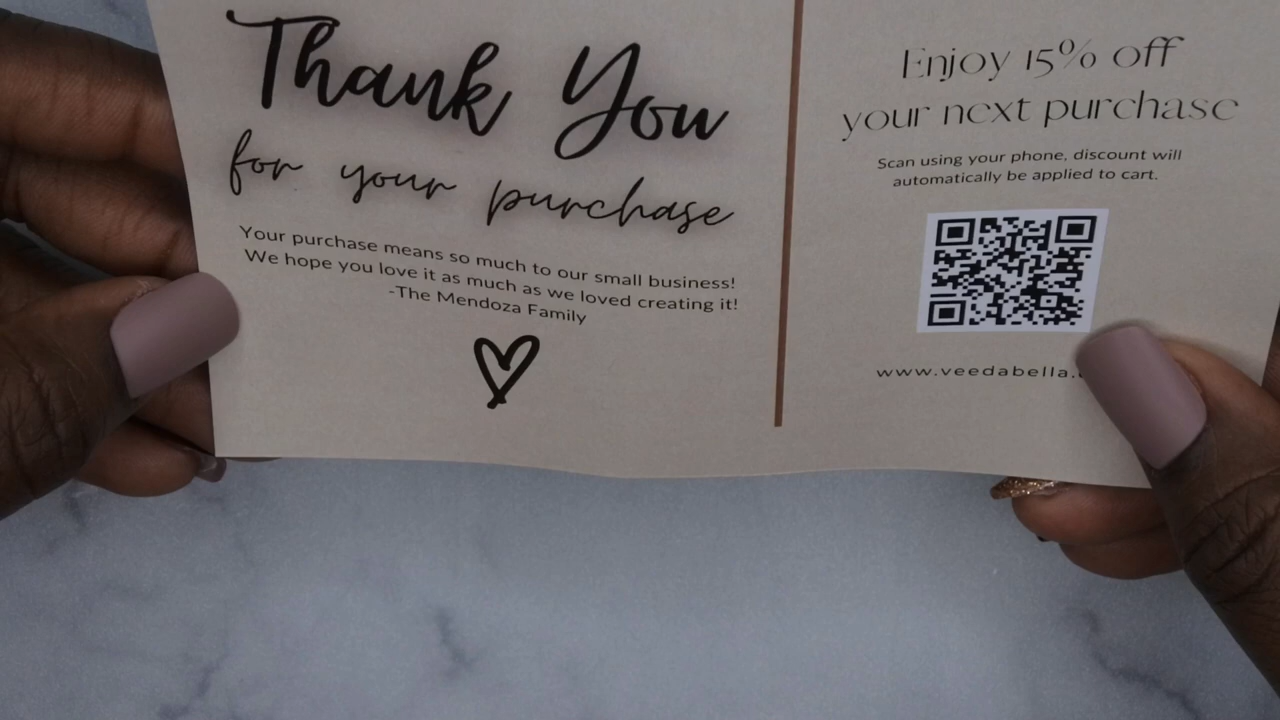 Thank You
for your purchase
Your purchase means so much to our small business!
We hope you love it as much as we loved creating it!
-The Mendoza Family
Enjoy 15% off
your next purchase
Scan using your phone, discount will
automatically be applied to cart.
www.veedabella.